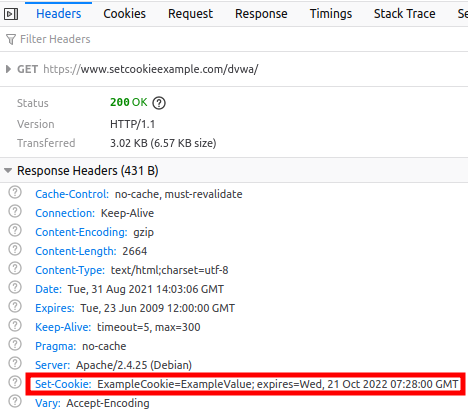 Headers Cookies Request Response Timings Stack Trace
Filter Headers
GET https://www.setcookieexample.com/dvwa/
Status 200 OK ?
Version HTTP/1.1
Transferred 3.02 KB (6.57 KB size)
Response Headers (431 B)
? Cache-Control: no-cache, must-revalidate
? Connection: Keep-Alive
? Content-Encoding: gzip
? Content-Length: 2664
? Content-Type: text/html;charset=utf-8
? Date: Tue, 31 Aug 2021 14:03:06 GMT
? Expires: Tue, 23 Jun 2009 12:00:00 GMT
? Keep-Alive: timeout=5, max=300
? Pragma: no-cache
? Server: Apache/2.4.25 (Debian)
? Set-Cookie: ExampleCookie=ExampleValue; expires=Wed, 21 Oct 2022 07:28:00 GMT
? Vary: Accept-Encoding